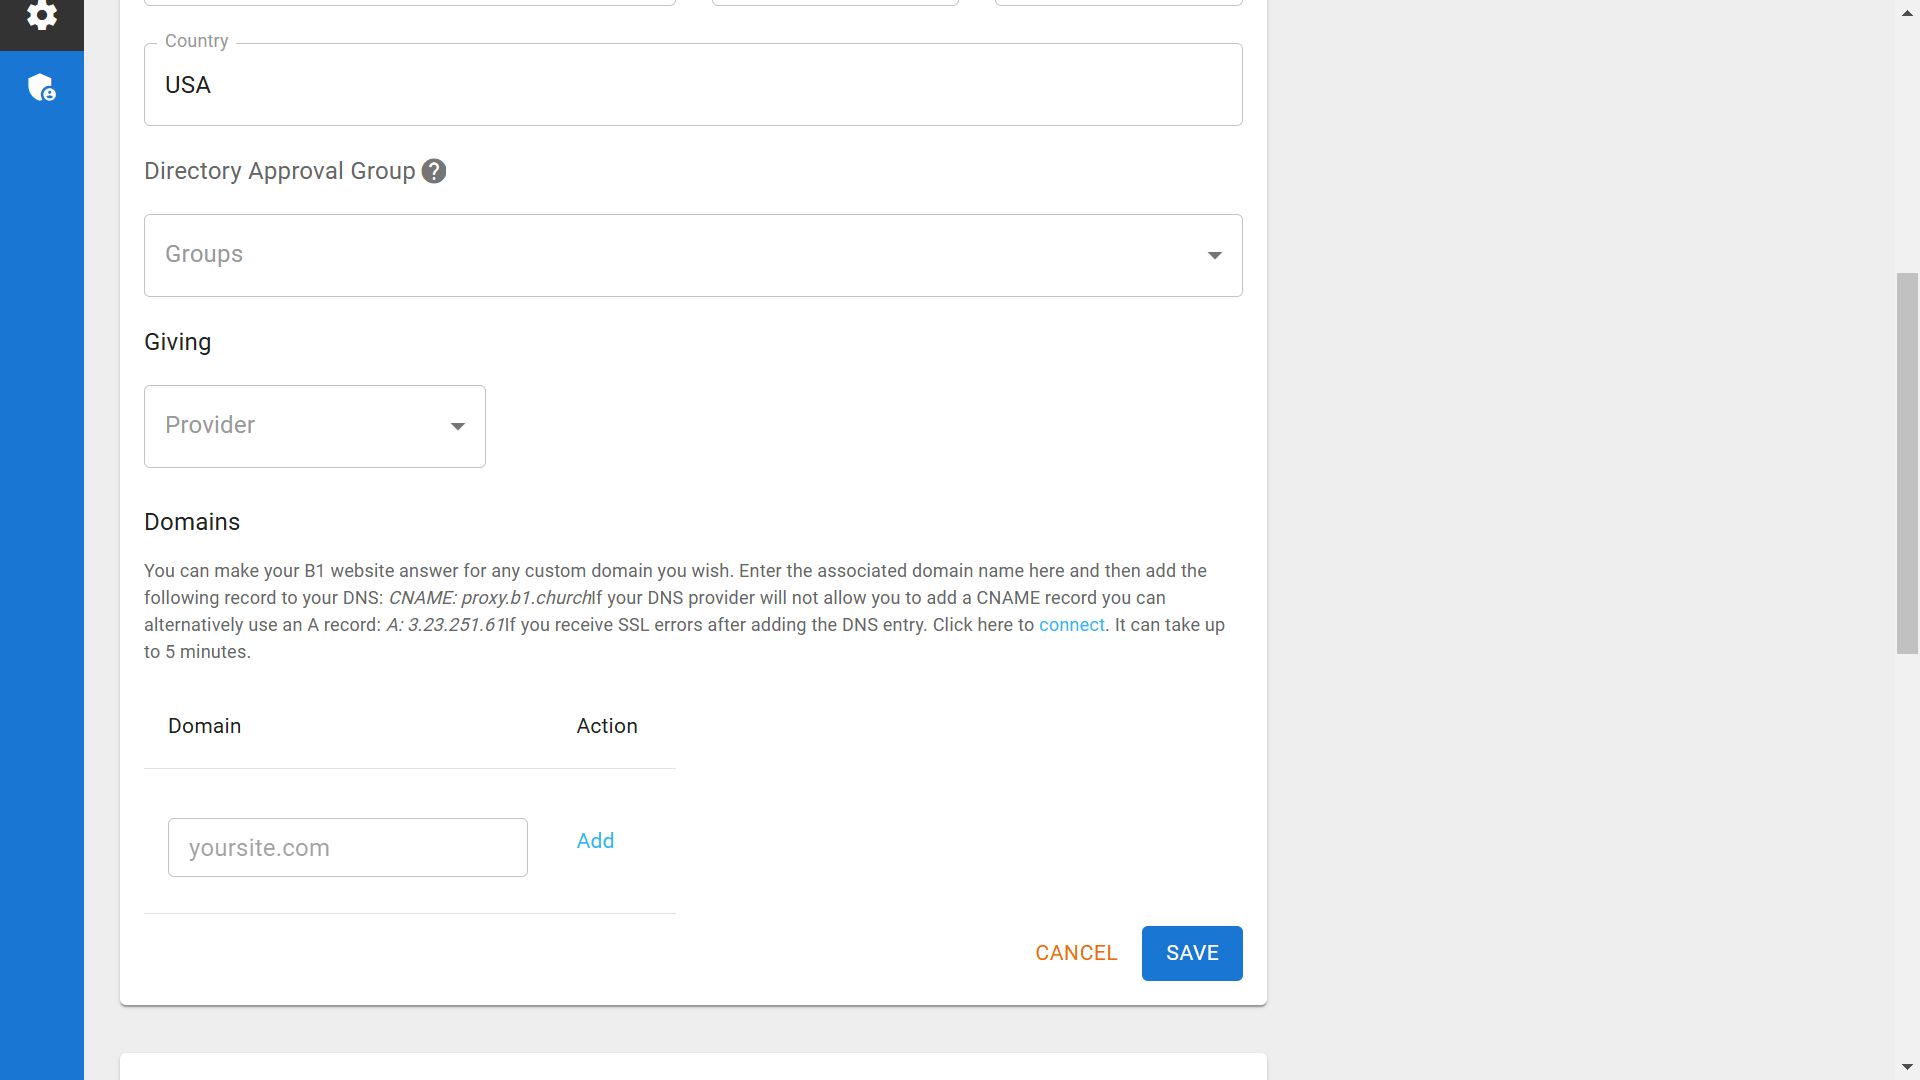 Country
USA
Directory Approval Group
Groups
Giving
Provider
Domains
You can make your B1 website answer for any custom domain you wish. Enter the associated domain name here and then add the
following record to your DNS: CNAME: proxy.b1.churchIf your DNS provider will not allow you to add a CNAME record you can
alternatively use an A record: A: 3.23.251.61If you receive SSL errors after adding the DNS entry. Click here to connect. It can take up
to 5 minutes.
Domain Action
yoursite.com Add
CANCEL SAVE